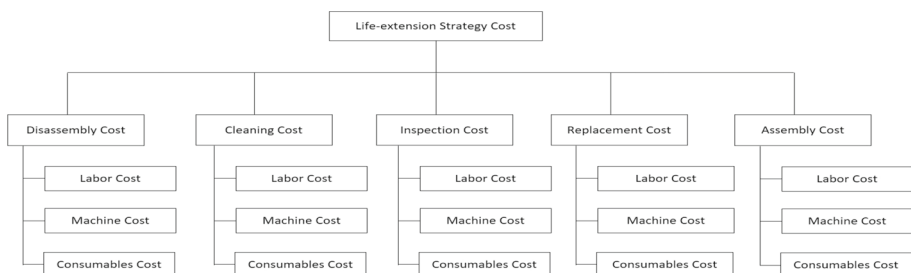 Life-extension Strategy Cost
Disassembly Cost
Cleaning Cost
Inspection Cost
Replacement Cost
Assembly Cost
Labor Cost
Labor Cost
Labor Cost
Labor Cost
Labor Cost
Machine Cost
Machine Cost
Machine Cost
Machine Cost
Machine Cost
Consumables Cost
Consumables Cost
Consumables Cost
Consumables Cost
Consumables Cost